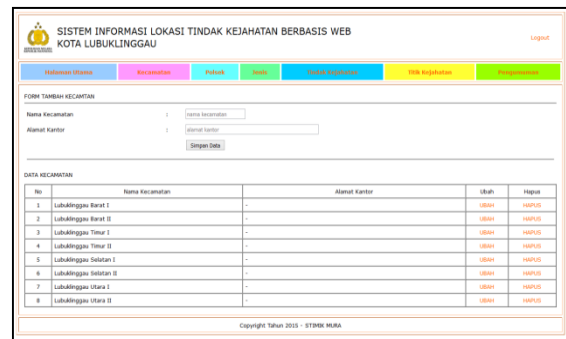 SISTEM INFORMASI LOKASI TINDAK KEJAHATAN BERBASIS WEB
KOTA LUBUKLINGGAU
Logout
Halaman Utama Kecamatan Polsek Jenis Titik Kejahatan
FORM TAMBAH KECAMTAN
Nama Kecamatan : nama kecamatan
Alamat Kantor : alamat kantor
Simpan Data
DATA KECAMATAN
No Nama Kecamatan Alamat Kantor Ubah Hapus
1 Lubuklinggau Barat I - UBAH HAPUS
2 Lubuklinggau Barat II - UBAH HAPUS
3 Lubuklinggau Timur I - UBAH HAPUS
4 Lubuklinggau Timur II - UBAH HAPUS
5 Lubuklinggau Selatan I - UBAH HAPUS
6 Lubuklinggau Selatan II - UBAH HAPUS
7 Lubuklinggau Utara I - UBAH HAPUS
8 Lubuklinggau Utara II - UBAH HAPUS
Copyright Tahun 2015 - STIMIK MURA